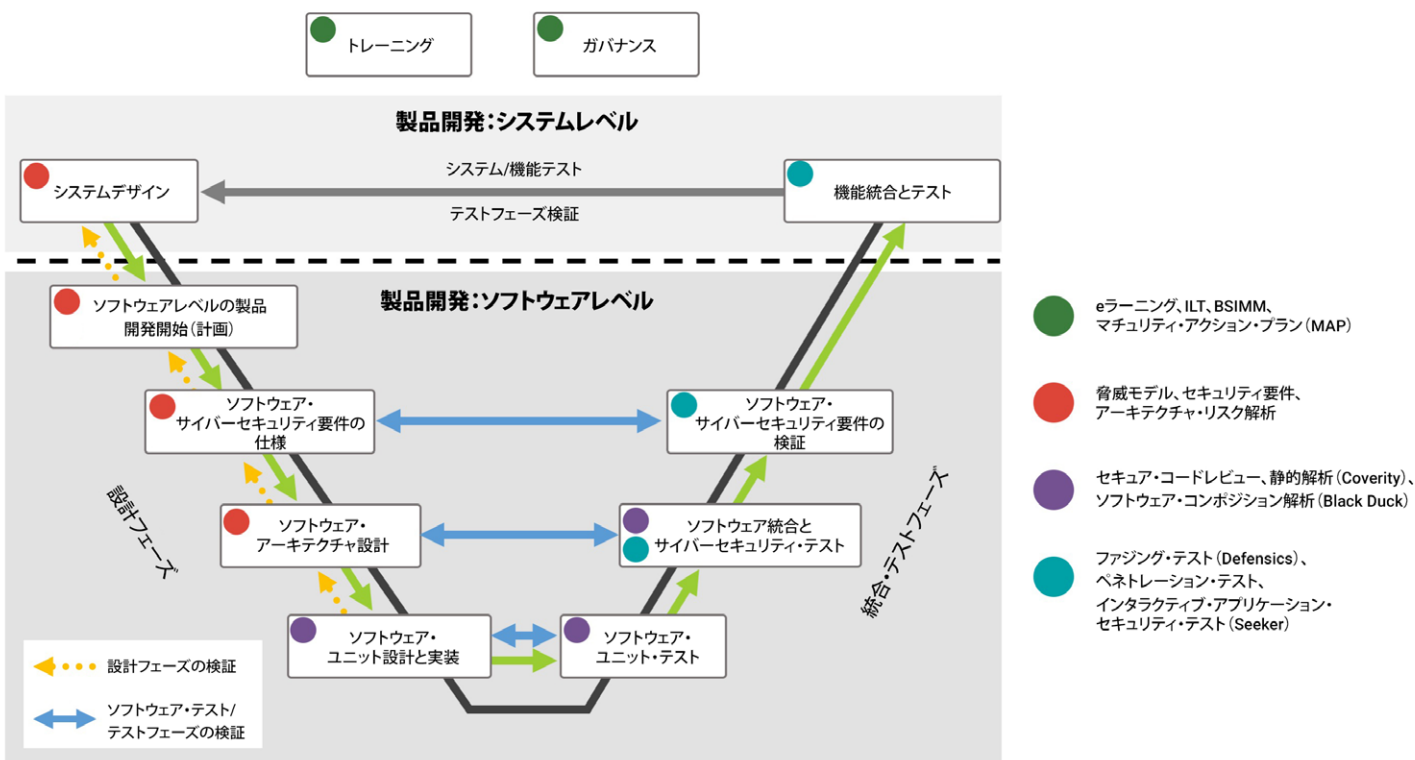 トレーニング
ガバナンス
製品開発：システムレベル
システム/機能テスト
システムデザイン
機能統合とテスト
テストフェーズ検証
製品開発：ソフトウェアレベル
ソフトウェアレベルの製品
開発開始（計画）
ソフトウェア・
サイバーセキュリティ要件の
仕様
ソフトウェア・
サイバーセキュリティ要件の
検証
設計フェーズ
統合・テストフェーズ
ソフトウェア・
アーキテクチャ設計
ソフトウェア統合と
サイバーセキュリティ・テスト
ソフトウェア・
ユニット設計と実装
ソフトウェア・
ユニット・テスト
設計フェーズの検証
ソフトウェア・テスト/
テストフェーズの検証
eラーニング、ILT、BSIMM、
マチュリティ・アクション・プラン（MAP）
脅威モデル、セキュリティ要件、
アーキテクチャ・リスク解析
セキュア・コードレビュー、静的解析（Coverity）、
ソフトウェア・コンポジション解析（Black Duck）
ファジング・テスト（Defensics）、
ペネトレーション・テスト、
インタラクティブ・アプリケーション・
セキュリティ・テスト（Seeker）